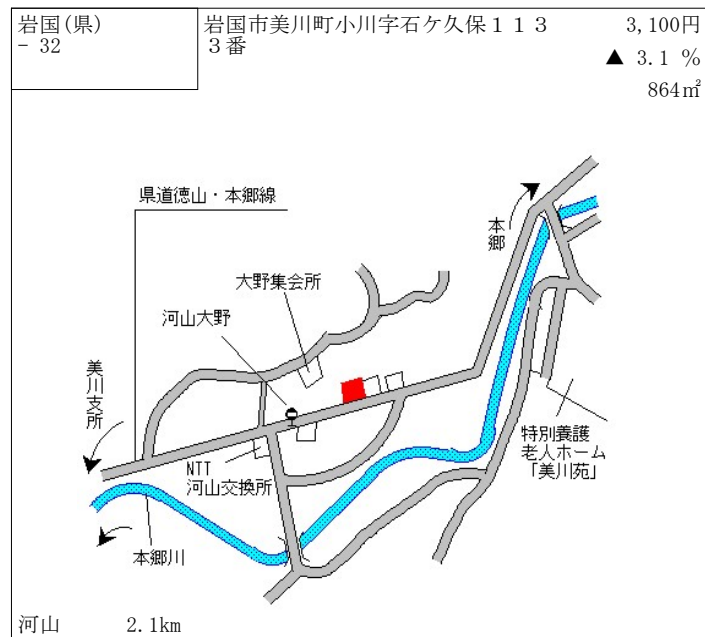 岩国(県)
－ 32
岩国市美川町小川字石ケ久保１１３
３番
3,100円
▲ 3.1 %
864㎡
県道徳山・本郷線
本郷
大野集会所
河山大野
美川支所
特別養護
老人ホーム
「美川苑」
NTT
河山交換所
本郷川
河山 2.1km